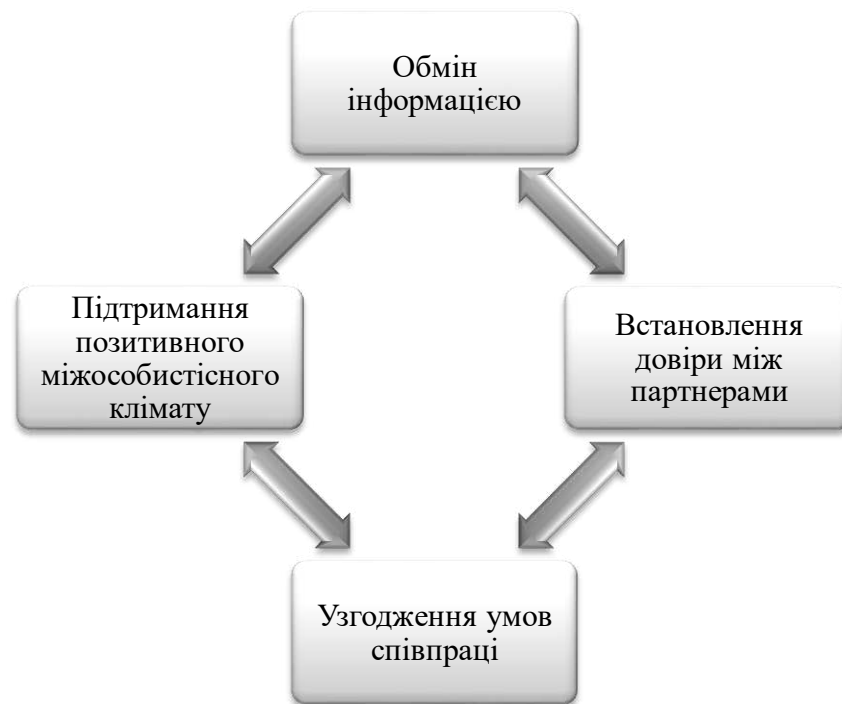 Обмін
інформацією
Підтримання
позитивного
міжособистісного
клімату
Встановлення
довіри між
партнерами
Узгодження умов
співпраці